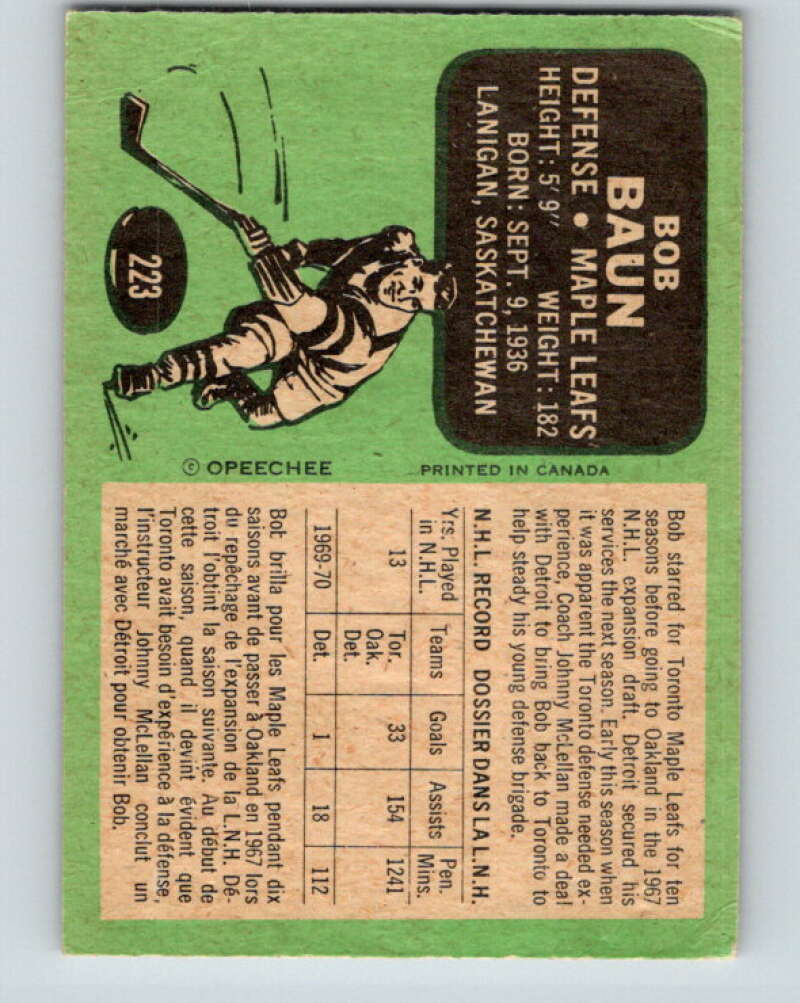 BOB
BAUN
DEFENSE • MAPLE LEAFS
HEIGHT: 5' 9" WEIGHT: 182
BORN: SEPT. 9, 1936
LANIGAN, SASKATCHEWAN
223
© OPEECHEE PRINTED IN CANADA
Bob starred for Toronto Maple Leafs for ten
seasons before going to Oakland in the 1967
N.H.L. expansion draft. Detroit secured his
services the next season. Early this season when
it was apparent the Toronto defense needed ex-
perience, Coach Johnny McLellan made a deal
with Detroit to bring Bob back to Toronto to
help steady his young defense brigade.
N.H.L. RECORD DOSSIER DANS LA L.N.H.
Yrs. Played in N.H.L. Teams Goals Assists Pen. Mins.
13 Tor. Oak. Det. 33 154 1241
1969-70 Det. 1 18 112
Bob brilla pour les Maple Leafs pendant dix
saisons avant de passer à Oakland en 1967 lors
du repêchage de l'expansion de la L.N.H. Dé-
troit l'obtint la saison suivante. Au début de
cette saison, quand il devint évident que
Toronto avait besoin d'expérience à la défense,
l'instructeur Johnny McLellan conclut un
marché avec Détroit pour obtenir Bob.